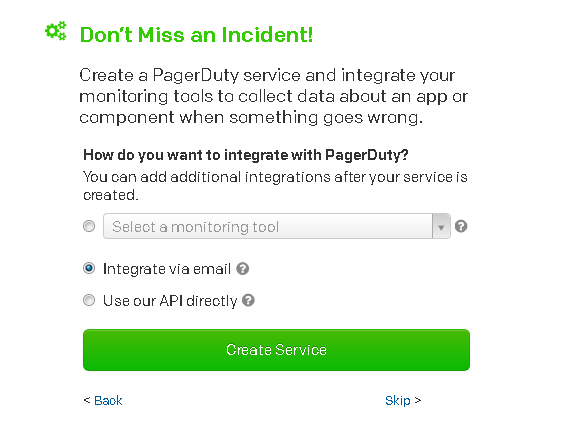 Don't Miss an Incident!
Create a PagerDuty service and integrate your
monitoring tools to collect data about an app or
component when something goes wrong.
How do you want to integrate with PagerDuty?
You can add additional integrations after your service is
created.
Select a monitoring tool ?
Integrate via email ?
Use our API directly ?
Create Service
< Back Skip >